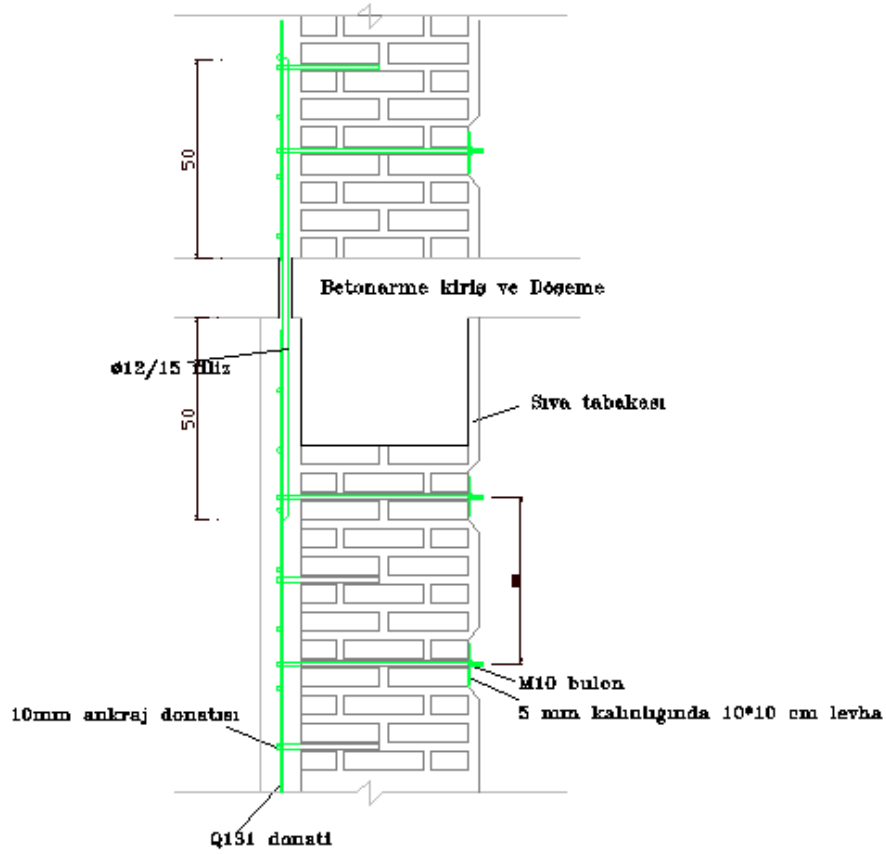 50
Betonarme kiriş ve Döşeme
ø12/15 filiz
50
Sıva tabakası
M10 bulon
5 mm kalınlığında 10*10 cm levha
10mm ankraj donatısı
Q131 donati